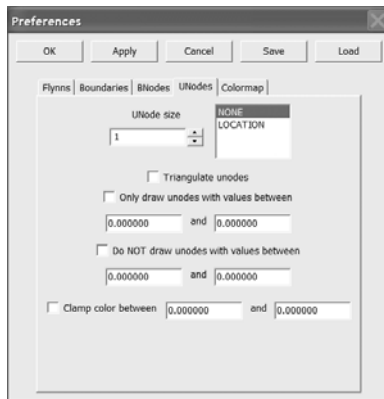 Preferences
OK Apply Cancel Save Load
Flynns Boundaries BNodes UNodes Colormap
UNode size
NONE
LOCATION
1
Triangulate unodes
Only draw unodes with values between
0.000000 and 0.000000
Do NOT draw unodes with values between
0.000000 and 0.000000
Clamp color between 0.000000 and 0.000000